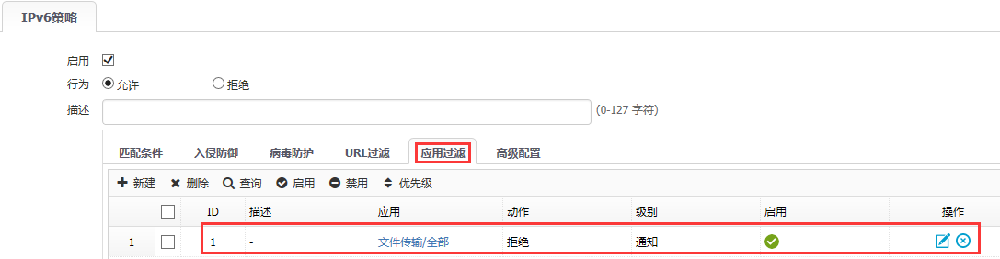 IPv6策略
启用
行为 允许 拒绝
描述 (0-127 字符)
匹配条件 入侵防御 病毒防护 URL过滤 应用过滤 高级配置
新建 删除 查询 启用 禁用 优先级
ID 描述 应用 动作 级别 启用 操作
1 1 - 文件传输/全部 拒绝 通知